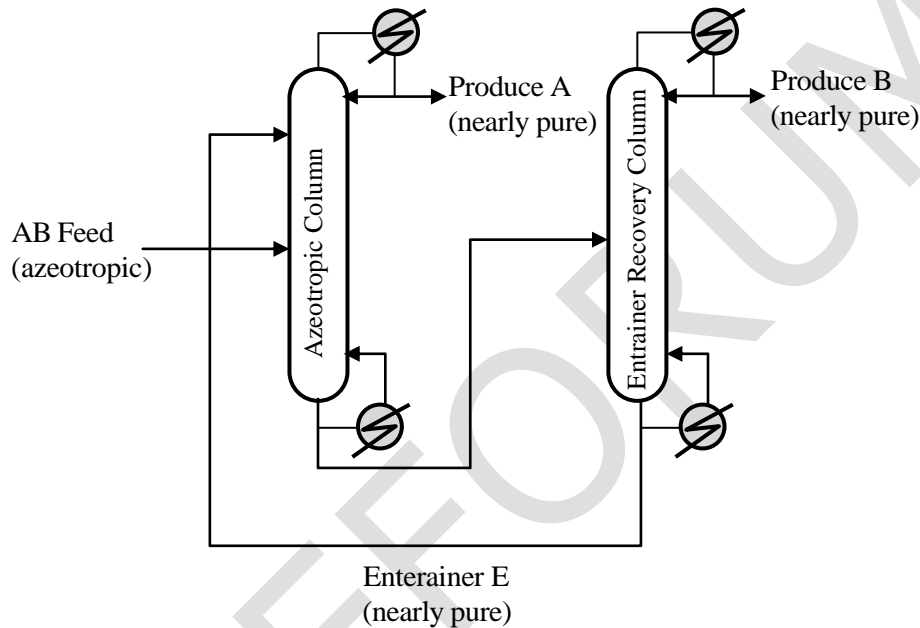 Produce A
(nearly pure)
Produce B
(nearly pure)
Azeotropic Column
Entrainer Recovery Column
AB Feed
(azeotropic)
Enterainer E
(nearly pure)